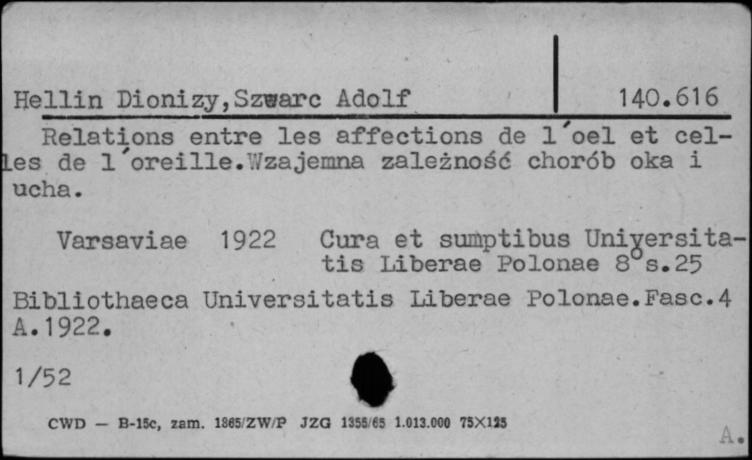 Hellin Dionizy,Szwarc Adolf 140.616
Relations entre les affections de l'oel et cel-
les de l'oreille.Wzajemna zależność chorób oka i
ucha.
Varsaviae 1922 Cura et sumptibus Universita-
tis Liberae Polonae 8° s.25
Bibliothaeca Universitatis Liberae Polonae.Fasc.4
A.1922.
1/52
CWD — B-15c, zam. 1865/ZW/P JZG 1355/65 1.013.000 75X125
A.